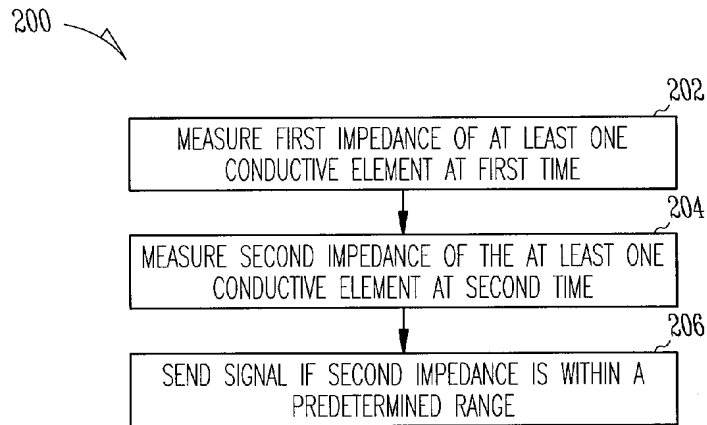 200
202
MEASURE FIRST IMPEDANCE OF AT LEAST ONE
CONDUCTIVE ELEMENT AT FIRST TIME
204
MEASURE SECOND IMPEDANCE OF THE AT LEAST ONE
CONDUCTIVE ELEMENT AT SECOND TIME
206
SEND SIGNAL IF SECOND IMPEDANCE IS WITHIN A
PREDETERMINED RANGE